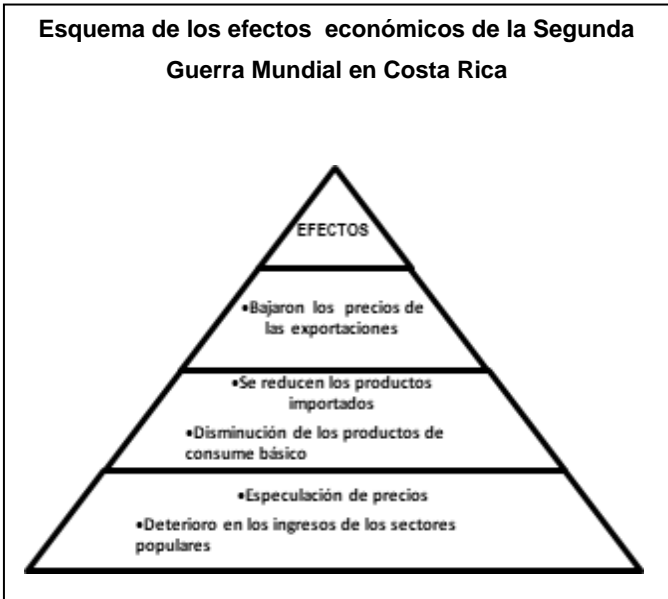 Esquema de los efectos económicos de la Segunda
Guerra Mundial en Costa Rica
EFECTOS
•Bajaron los precios de
las exportaciones
•Se reducen los productos
importados
•Disminución de los productos de
consume básico
•Especulación de precios
•Deterioro en los ingresos de los sectores
populares